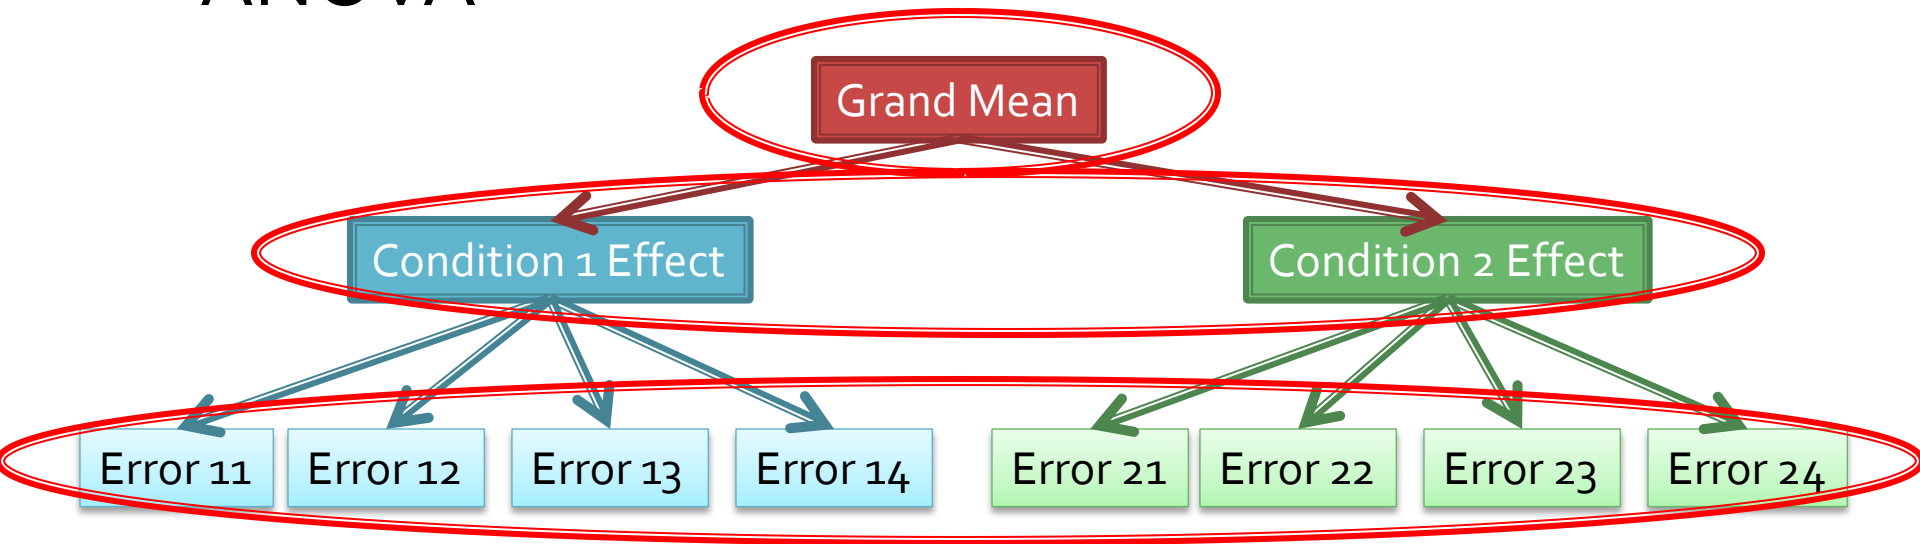 ANOVA
Grand Mean
Condition 1 Effect
Condition 2 Effect
Error 11
Error 12
Error 13
Error 14
Error 21
Error 22
Error 23
Error 24